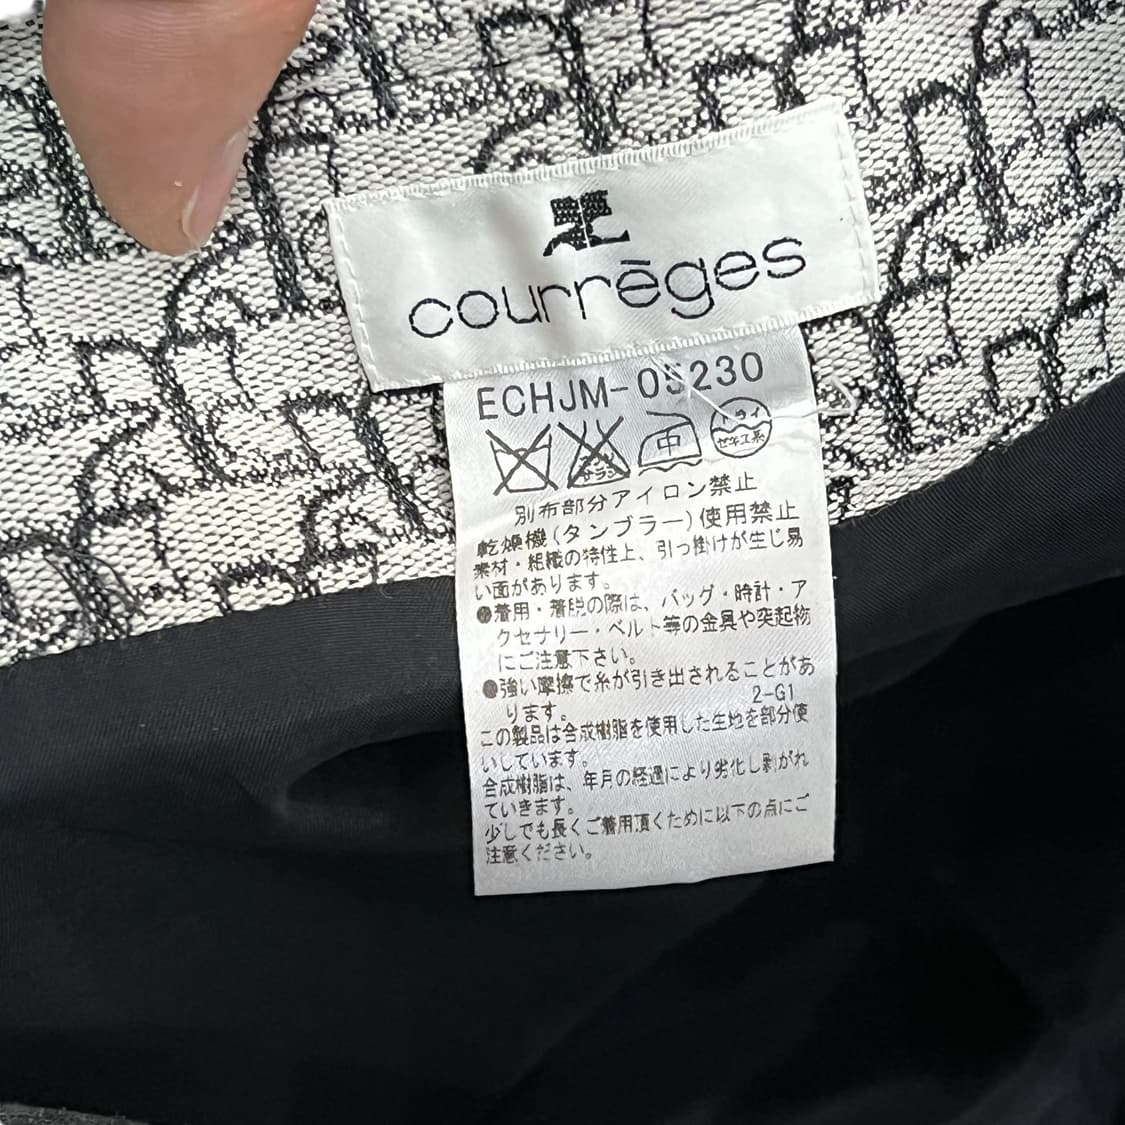 courrēges
ECHJM-05230
エンソ
サラシ
中
ドライ
セキユ系
別布部分アイロン禁止
乾燥機(タンブラー)使用禁止
素材・組織の特性上、引っ掛けが生じ易
い面があります。
●着用・着脱の際は、バッグ・時計・ア
クセサリー・ベルト等の金具や突起物
にご注意下さい。
●強い摩擦で糸が引き出されることがあ
ります。
2-G1
この製品は合成樹脂を使用した生地を部分使
いしています。
合成樹脂は、年月の経過により劣化し剥がれ
ていきます。
少しでも長くご着用頂くために以下の点にご
注意ください。